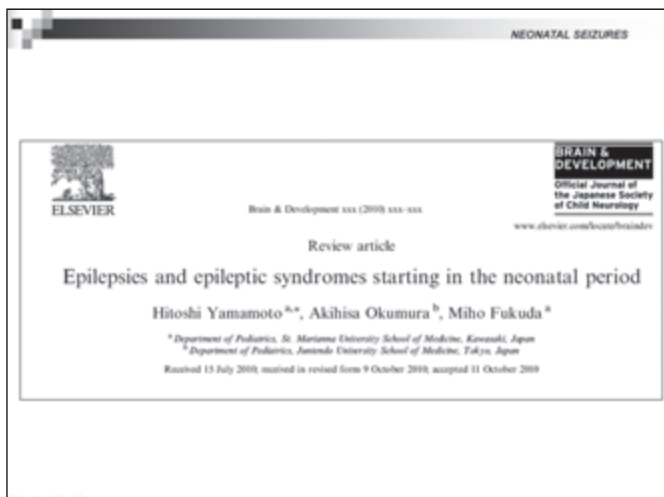 NEONATAL SEIZURES
BRAIN &
DEVELOPMENT
Official Journal of
the Japanese Society
of Child Neurology
ELSEVIER
Brain & Development xxx (2010) xxx–xxx
www.elsevier.com/locate/braindev
Review article
Epilepsies and epileptic syndromes starting in the neonatal period
Hitoshi Yamamoto a,*, Akihisa Okumura b, Miho Fukuda a
a Department of Pediatrics, St. Marianna University School of Medicine, Kawasaki, Japan
b Department of Pediatrics, Juntendo University School of Medicine, Tokyo, Japan
Received 15 July 2010; received in revised form 9 October 2010; accepted 11 October 2010